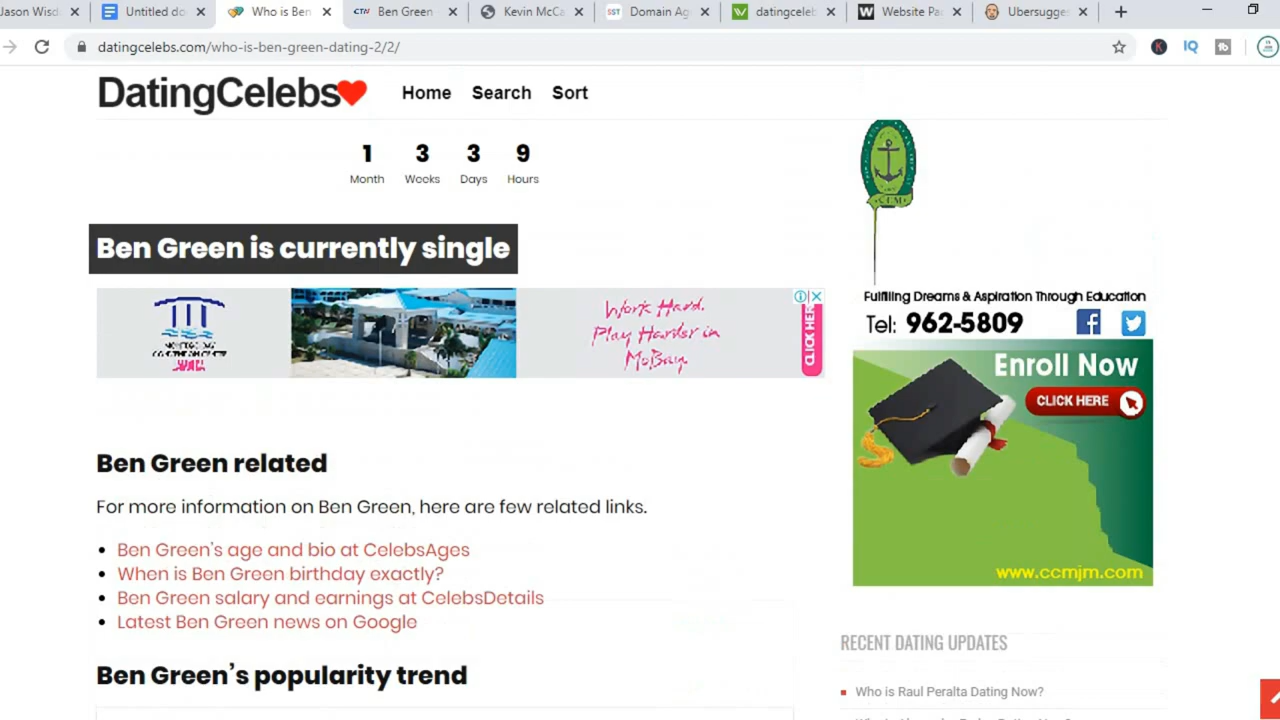 Jason Wisd
Untitled do
Who is Ben
CTN Ben Green
Kevin McCa
SST Domain Ag
datingceleb
W Website Pa
Ubersugges
datingcelebs.com/who-is-ben-green-dating-2/2/
K IQ tb
DatingCelebs
Home Search Sort
1 3 3 9
Month Weeks Days Hours
Ben Green is currently single
Work Hard.
Play Harder in
MoBay.
CLICK HERE
Fulfilling Dreams & Aspiration Through Education
Tel: 962-5809
Enroll Now
CLICK HERE
www.ccmjm.com
Ben Green related
For more information on Ben Green, here are few related links.
Ben Green's age and bio at CelebsAges
When is Ben Green birthday exactly?
Ben Green salary and earnings at CelebsDetails
Latest Ben Green news on Google
Ben Green's popularity trend
RECENT DATING UPDATES
Who is Raul Peralta Dating Now?